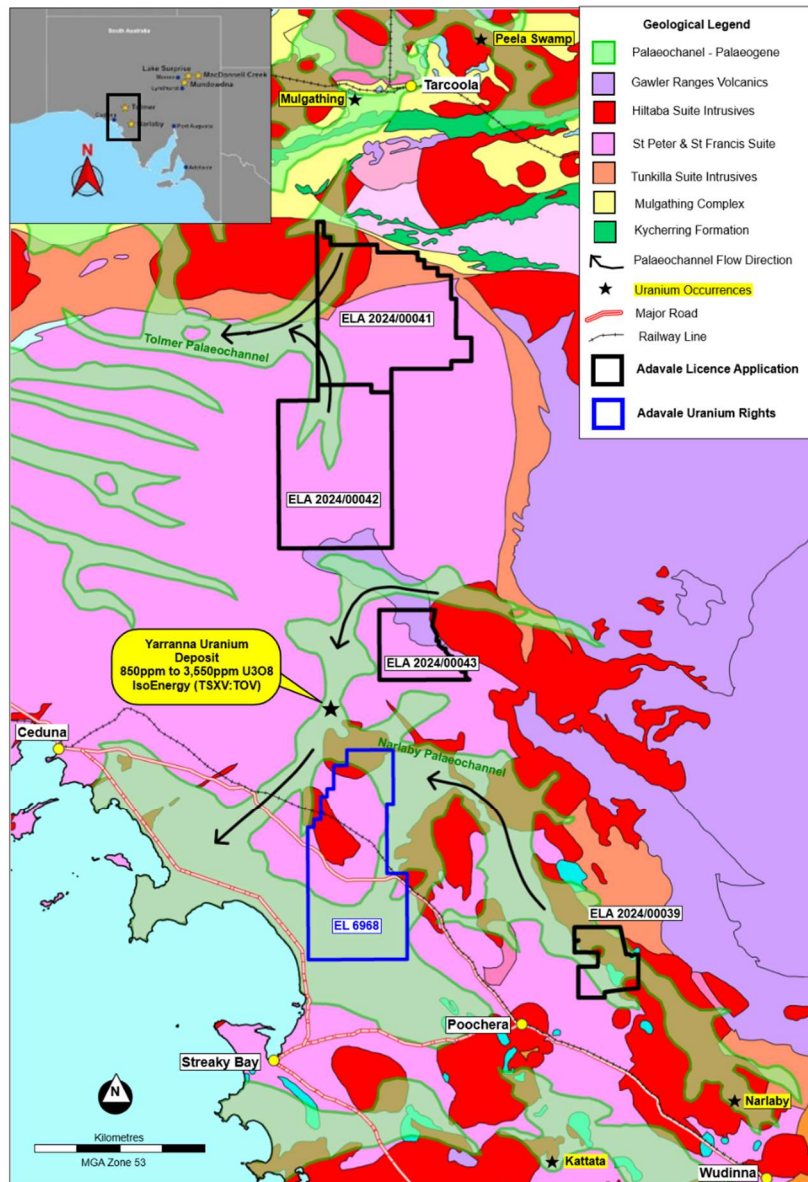 South Australia
Lake Surprise
MacDonnell Creek
Mundowdna
Lyndhurst
Tolmer
Narlaby
Port Augusta
Adelaide
N
Peela Swamp
Tarcoola
Mulgathing
Geological Legend
Palaeochanel - Palaeogene
Gawler Ranges Volcanics
Hiltaba Suite Intrusives
St Peter & St Francis Suite
Tunkilla Suite Intrusives
Mulgathing Complex
Kycherring Formation
Palaeochannel Flow Direction
Uranium Occurrences
Major Road
Railway Line
Adavale Licence Application
Adavale Uranium Rights
ELA 2024/00041
Tolmer Palaeochannel
ELA 2024/00042
Yarranna Uranium
Deposit
850ppm to 3,550ppm U3O8
IsoEnergy (TSXV:TOV)
ELA 2024/00043
Ceduna
Narlaby Palaeochannel
EL 6968
ELA 2024/00039
Poochera
Streaky Bay
Narlaby
N
Kilometres
MGA Zone 53
Kattata
Wudinna